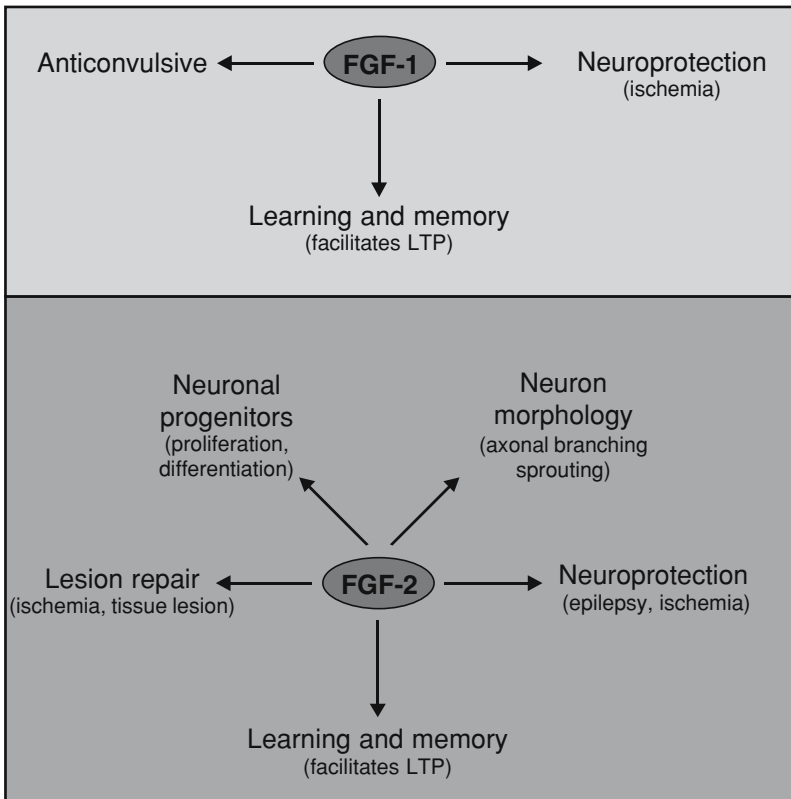 Anticonvulsive
FGF-1
Neuroprotection
(ischemia)
Learning and memory
(facilitates LTP)
Neuronal
progenitors
(proliferation,
differentiation)
Neuron
morphology
(axonal branching
sprouting)
Lesion repair
(ischemia, tissue lesion)
FGF-2
Neuroprotection
(epilepsy, ischemia)
Learning and memory
(facilitates LTP)